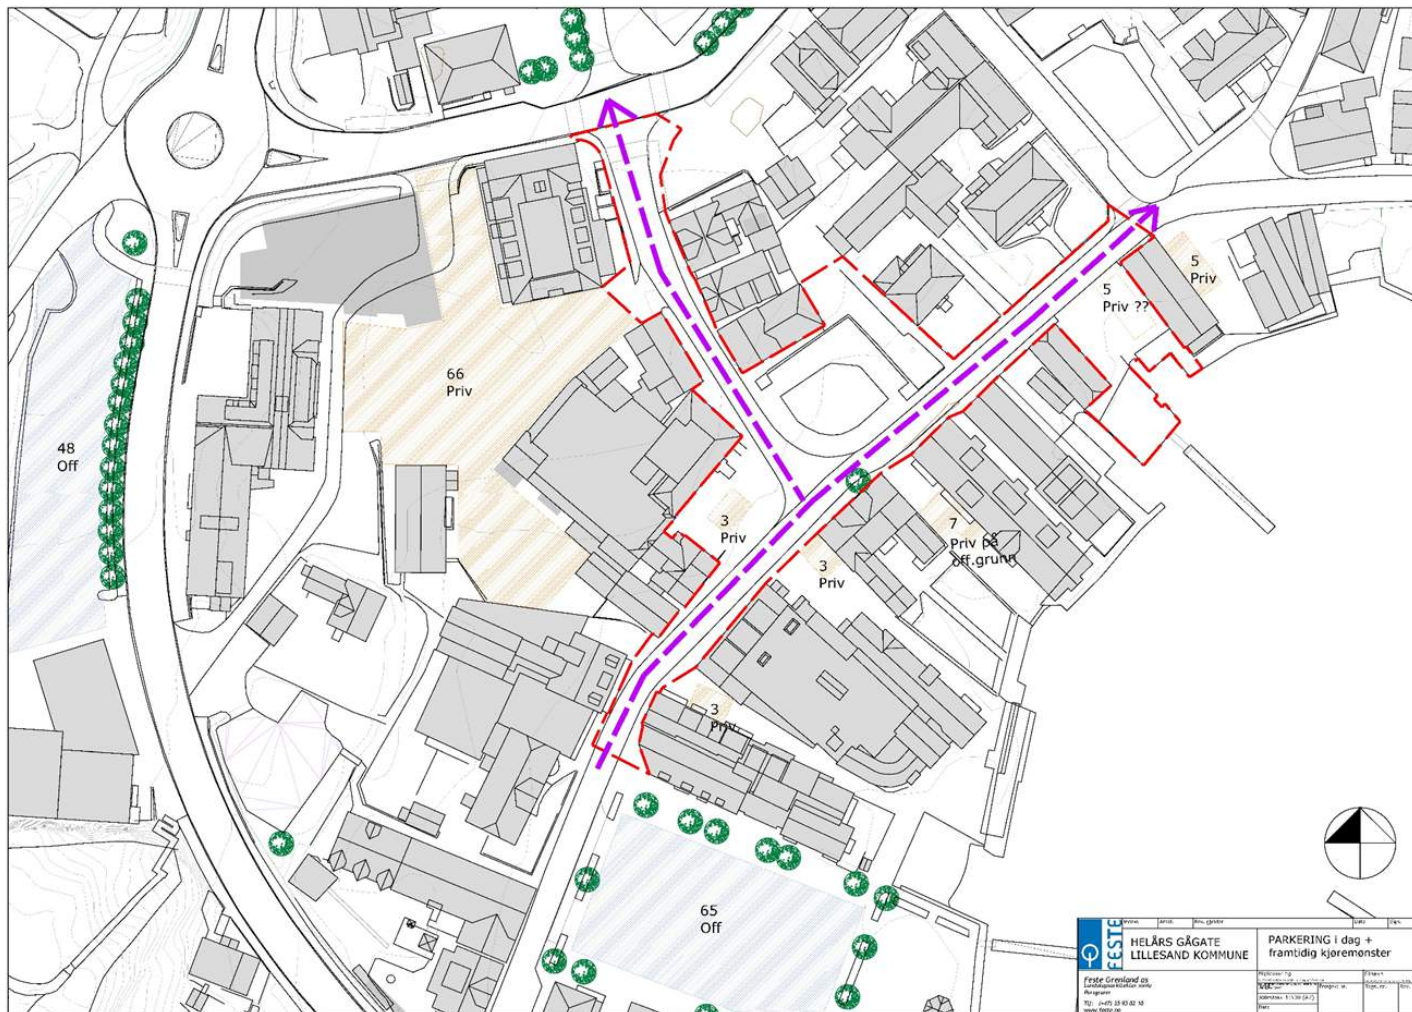 5
Priv
5
Priv ??
66
Priv
48
Off
3
Priv
7
Priv på
off.grunn
3
Priv
3
Priv
65
Off
FESTE
HELÅRS GÅGATE
LILLESAND KOMMUNE
PARKERING i dag +
framtidig kjøremønster
Feste Grenland as